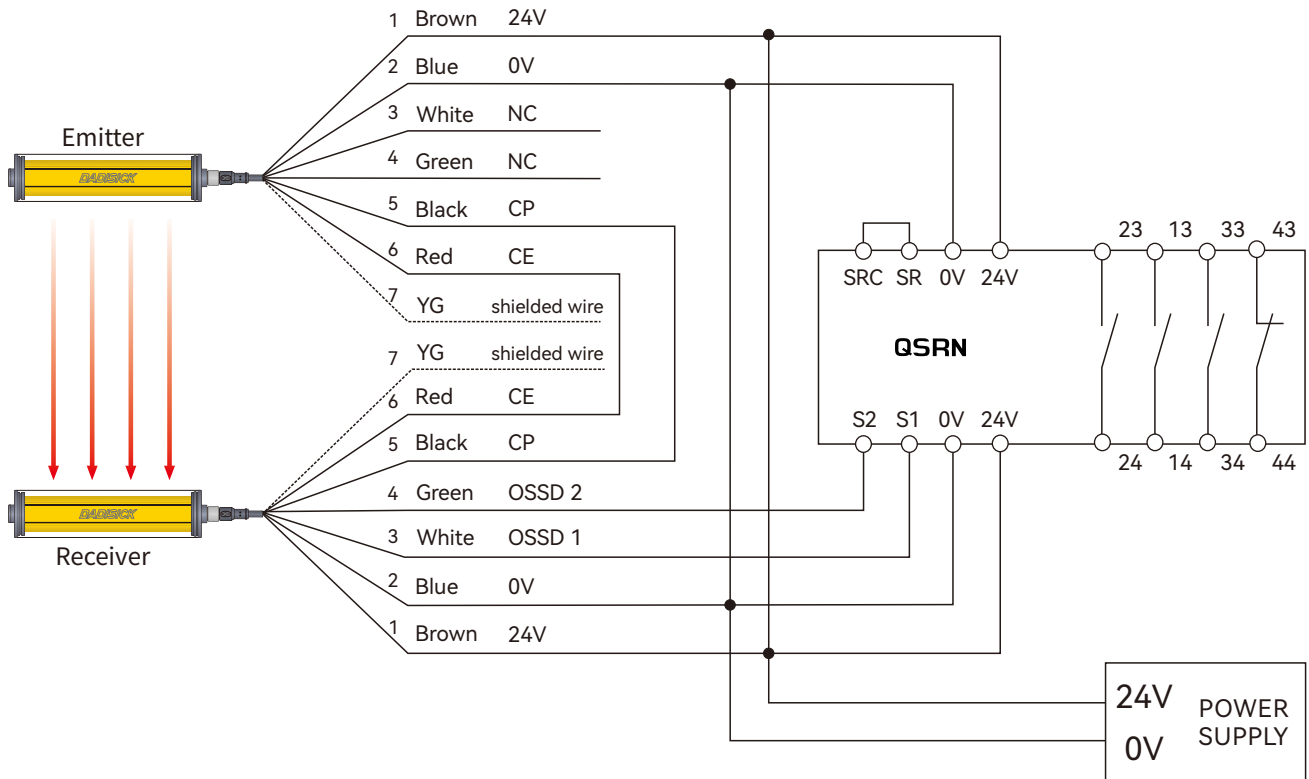 1 Brown 24V
2 Blue 0V
3 White NC
4 Green NC
5 Black CP
6 Red CE
7 YG shielded wire
Emitter
DADISICK
7 YG shielded wire
6 Red CE
5 Black CP
4 Green OSSD 2
3 White OSSD 1
2 Blue 0V
1 Brown 24V
DADISICK
Receiver
23 13 33 43
SRC SR 0V 24V
QSRN
S2 S1 0V 24V
24 14 34 44
24V
0V
POWER
SUPPLY